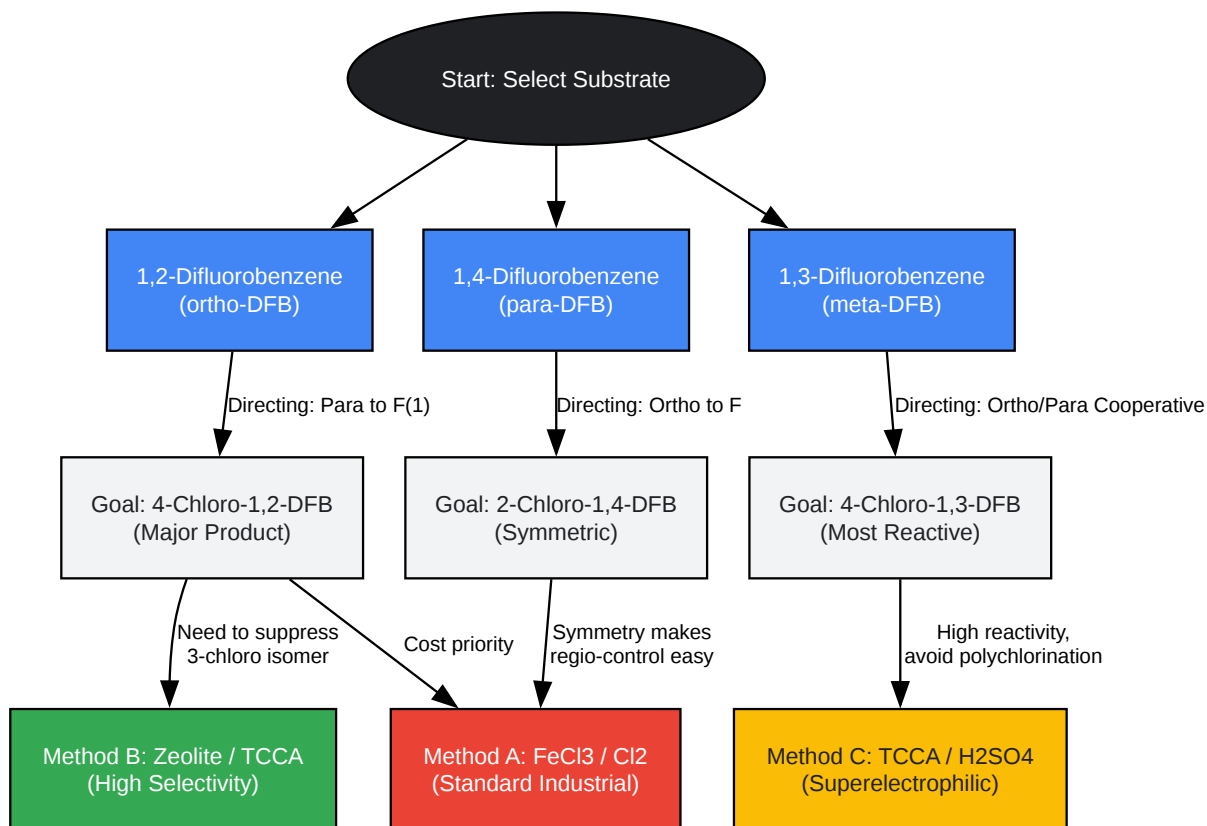 Start: Select Substrate
1,2-Difluorobenzene
(ortho-DFB)
1,4-Difluorobenzene
(para-DFB)
1,3-Difluorobenzene
(meta-DFB)
Directing: Para to F(1)
Directing: Ortho to F
Directing: Ortho/Para Cooperative
Goal: 4-Chloro-1,2-DFB
(Major Product)
Goal: 2-Chloro-1,4-DFB
(Symmetric)
Goal: 4-Chloro-1,3-DFB
(Most Reactive)
Need to suppress
3-chloro isomer
Cost priority
Symmetry makes
regio-control easy
High reactivity,
avoid polychlorination
Method B: Zeolite / TCCA
(High Selectivity)
Method A: FeCl3 / Cl2
(Standard Industrial)
Method C: TCCA / H2SO4
(Superelectrophilic)